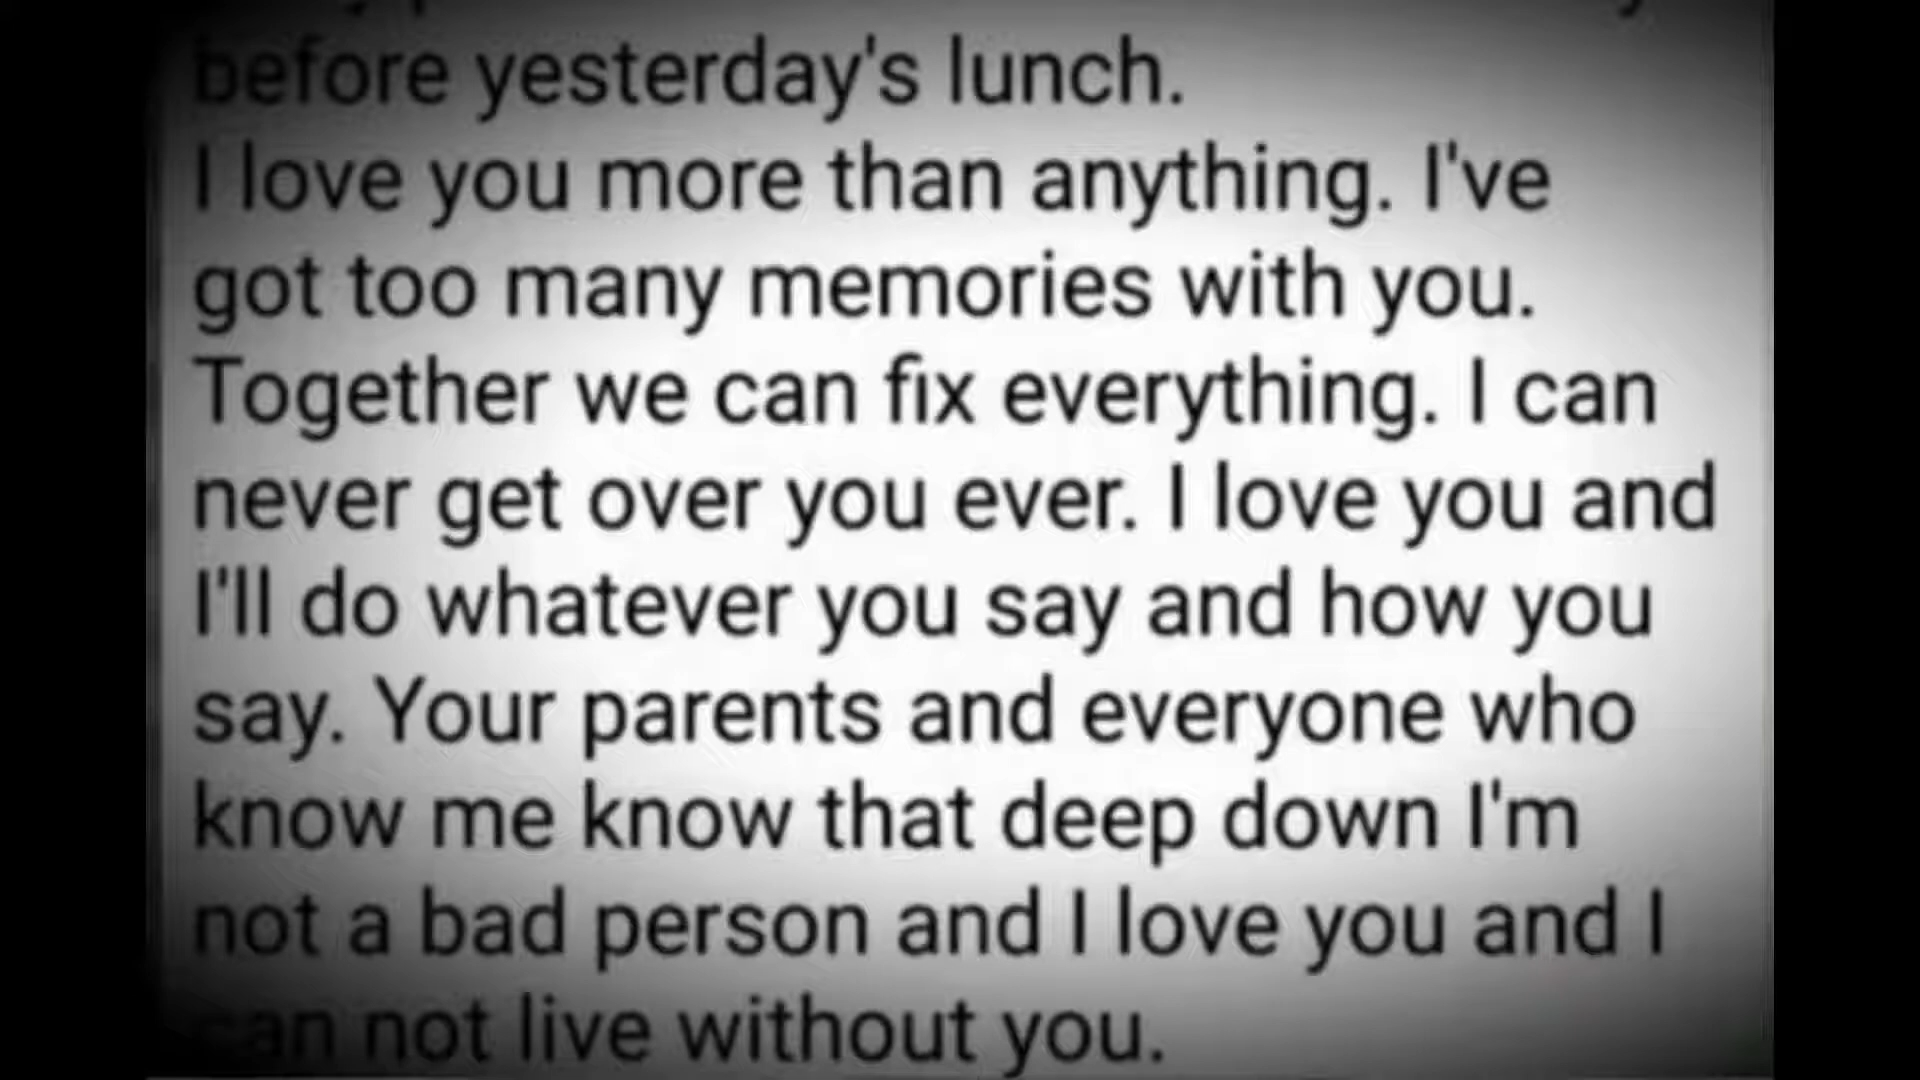 before yesterday's lunch.
I love you more than anything. I've
got too many memories with you.
Together we can fix everything. I can
never get over you ever. I love you and
I'll do whatever you say and how you
say. Your parents and everyone who
know me know that deep down I'm
not a bad person and I love you and I
can not live without you.